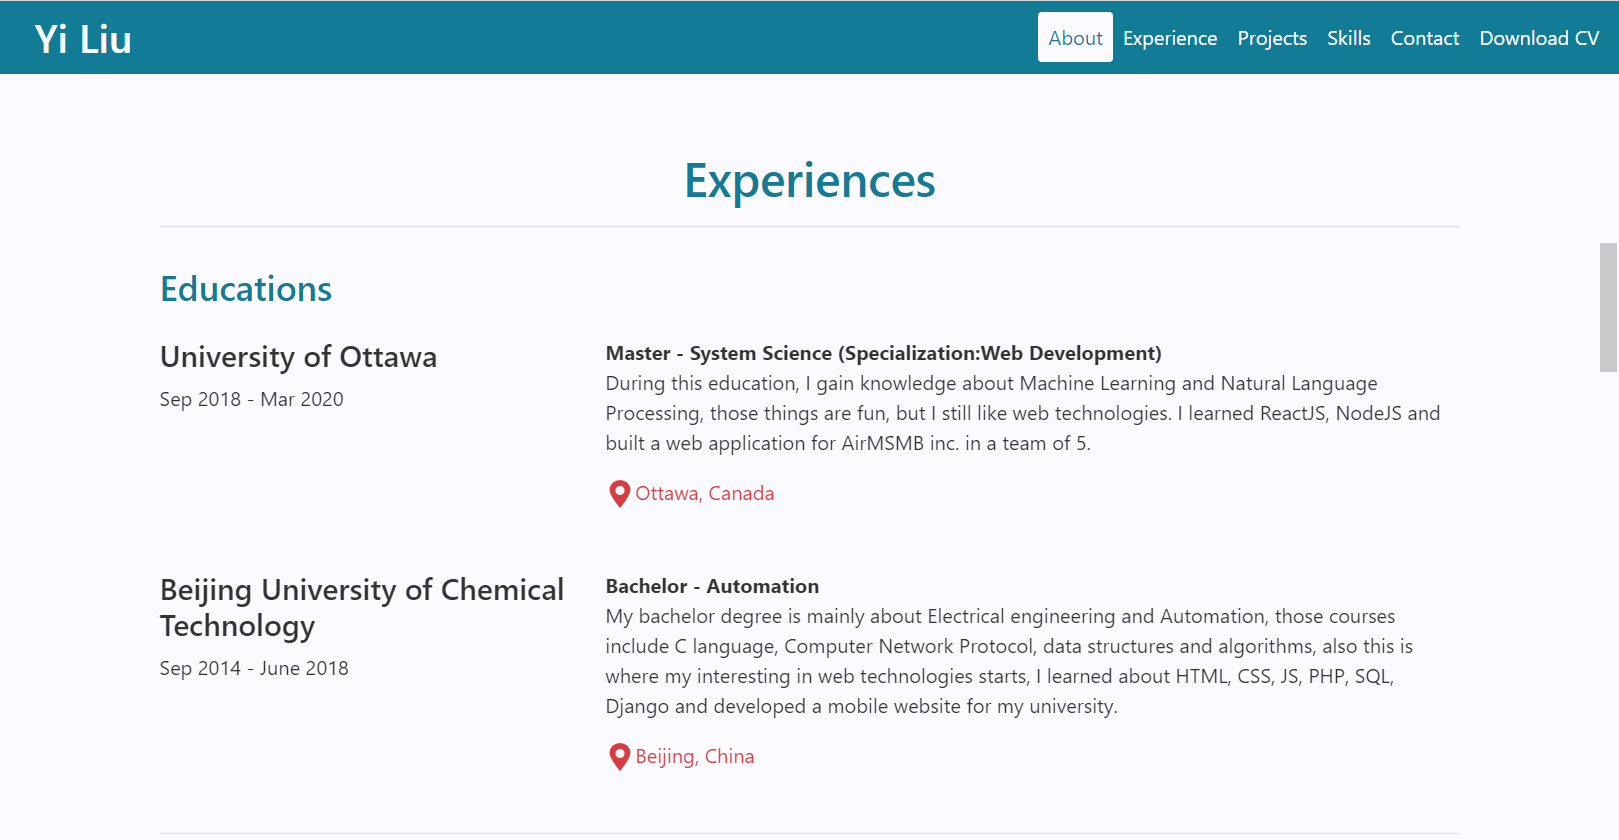 Yi Liu
About Experience Projects Skills Contact Download CV
Experiences
Educations
University of Ottawa
Sep 2018 - Mar 2020
Master - System Science (Specialization:Web Development)
During this education, I gain knowledge about Machine Learning and Natural Language
Processing, those things are fun, but I still like web technologies. I learned ReactJS, NodeJS and
built a web application for AirMSMB inc. in a team of 5.
Ottawa, Canada
Beijing University of Chemical
Technology
Sep 2014 - June 2018
Bachelor - Automation
My bachelor degree is mainly about Electrical engineering and Automation, those courses
include C language, Computer Network Protocol, data structures and algorithms, also this is
where my interesting in web technologies starts, I learned about HTML, CSS, JS, PHP, SQL,
Django and developed a mobile website for my university.
Beijing, China